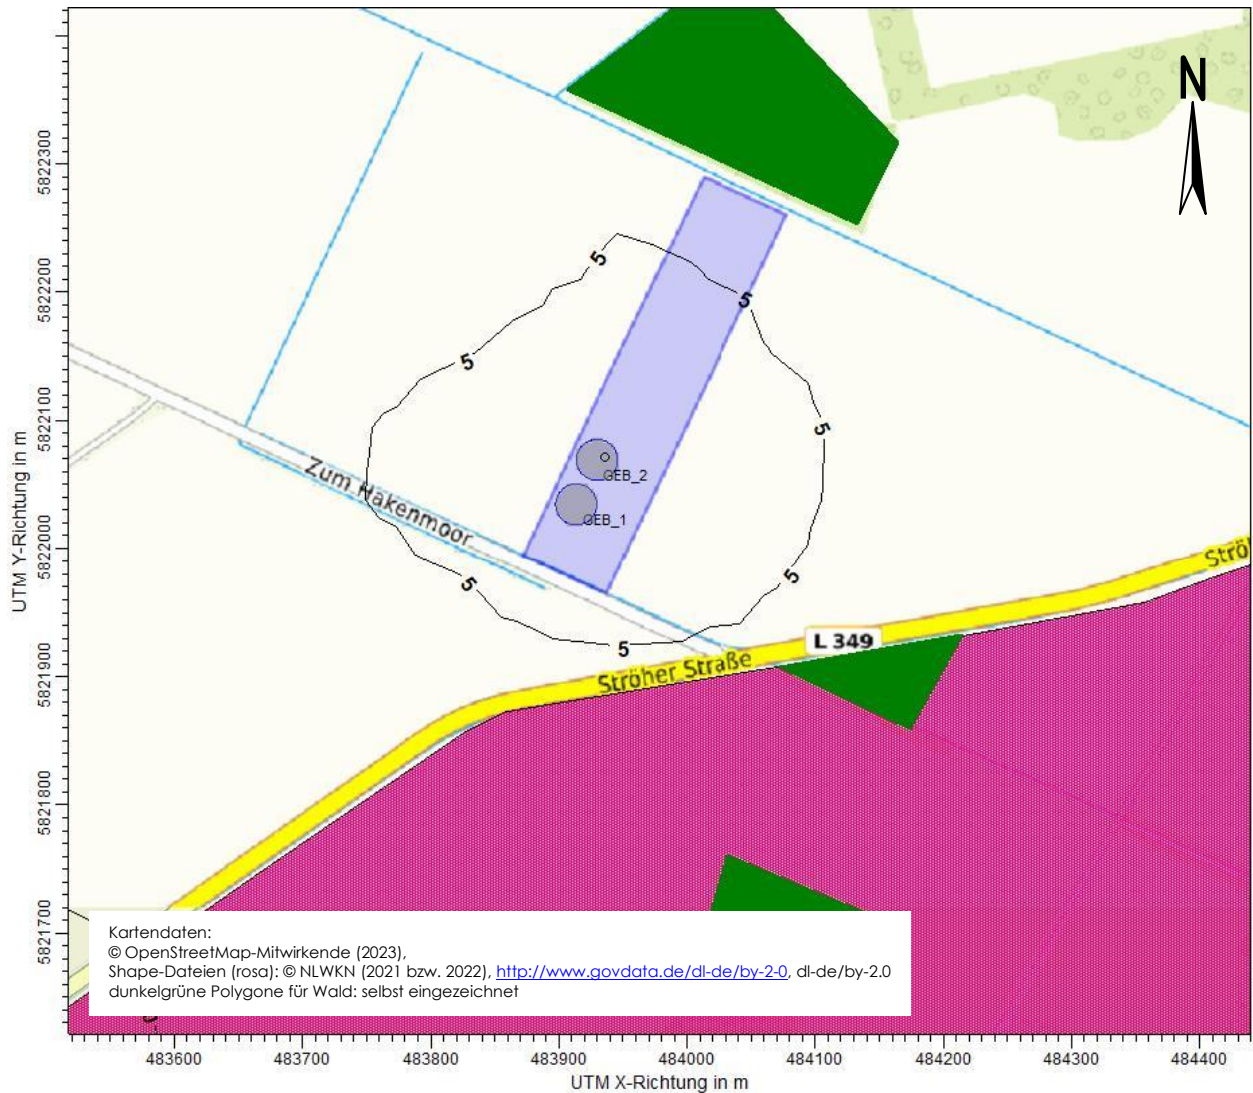 N
5822300
5822200
5822100
5822000
5821900
5821800
5821700
UTM Y-Richtung in m
5
5
5
5
5
5
5
GEB_2
GEB_1
Zum Hakenmoor
Strö
L 349
Ströher Straße
Kartendaten:
© OpenStreetMap-Mitwirkende (2023),
Shape-Dateien (rosa): © NLWKN (2021 bzw. 2022), http://www.govdata.de/dl-de/by-2-0, dl-de/by-2.0
dunkelgrüne Polygone für Wald: selbst eingezeichnet
483600 483700 483800 483900 484000 484100 484200 484300 484400
UTM X-Richtung in m